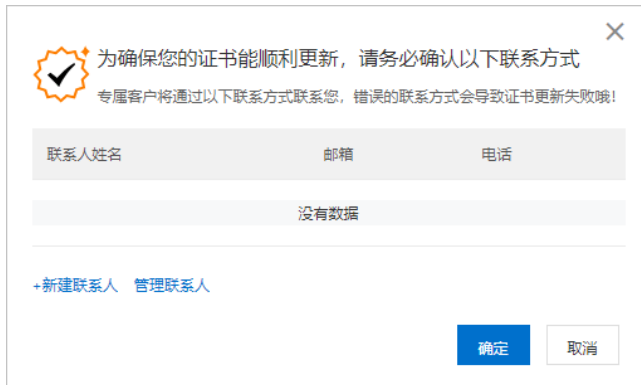 为确保您的证书能顺利更新，请务必确认以下联系方式
专属客户将通过以下联系方式联系您，错误的联系方式会导致证书更新失败哦！
联系人姓名 邮箱 电话
没有数据
+新建联系人 管理联系人
确定 取消